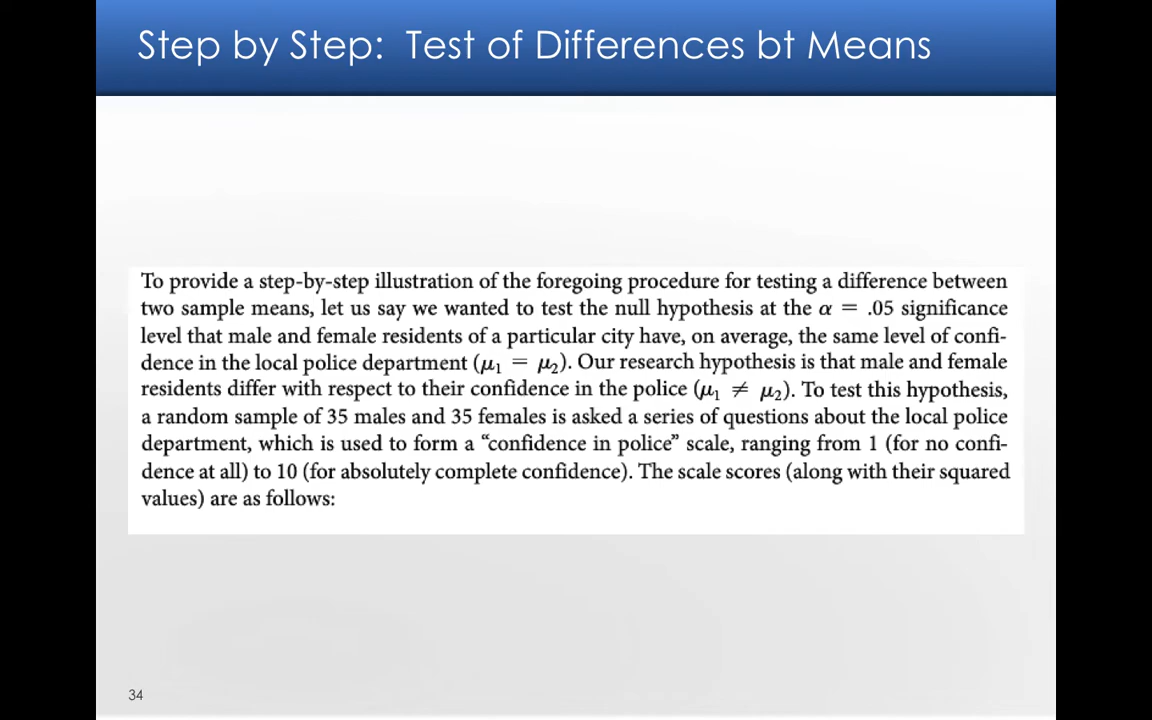 Step by Step: Test of Differences bt Means
To provide a step-by-step illustration of the foregoing procedure for testing a difference between
two sample means, let us say we wanted to test the null hypothesis at the α = .05 significance
level that male and female residents of a particular city have, on average, the same level of confi-
dence in the local police department (μ₁ = μ₂). Our research hypothesis is that male and female
residents differ with respect to their confidence in the police (μ₁ ≠ μ₂). To test this hypothesis,
a random sample of 35 males and 35 females is asked a series of questions about the local police
department, which is used to form a “confidence in police” scale, ranging from 1 (for no confi-
dence at all) to 10 (for absolutely complete confidence). The scale scores (along with their squared
values) are as follows:
34